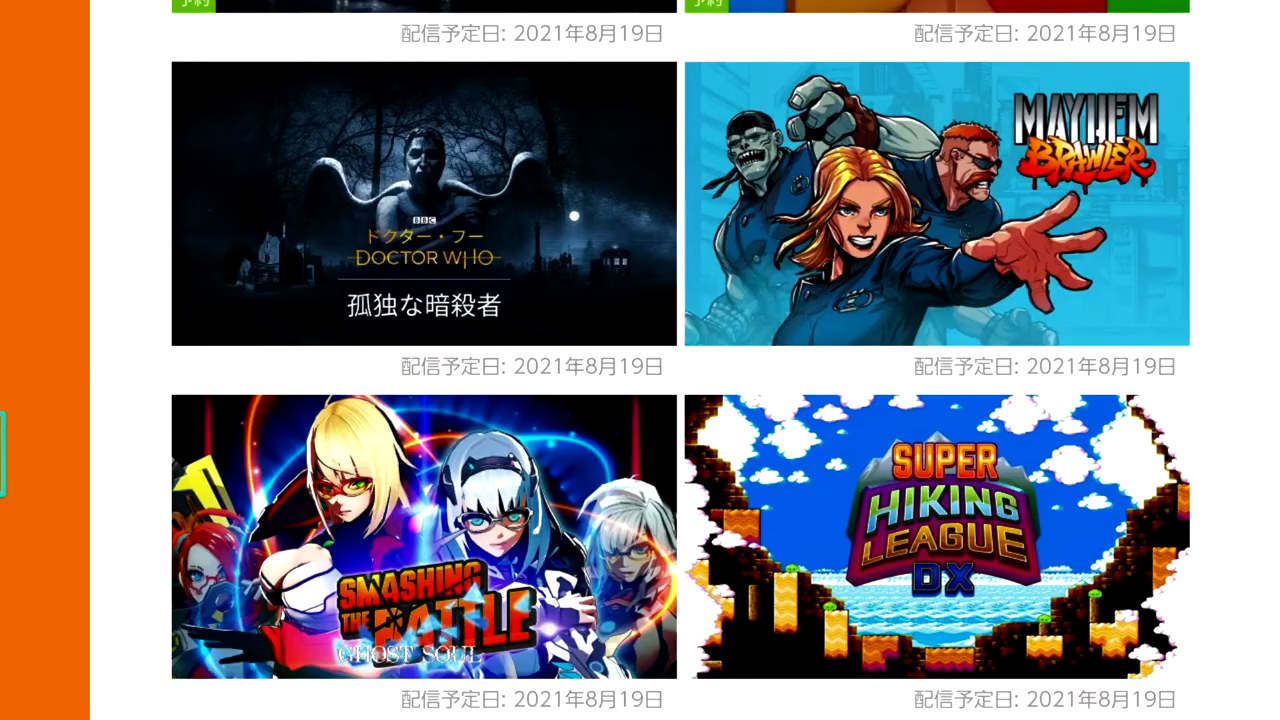 予約
予約
配信予定日: 2021年8月19日
配信予定日: 2021年8月19日
BBC
ドクター・フー
DOCTOR WHO
孤独な暗殺者
MAYHEM
BRAWLER
配信予定日: 2021年8月19日
配信予定日: 2021年8月19日
SMASHING
THE BATTLE
GHOST SOUL
SUPER
HIKING
LEAGUE
DX
配信予定日: 2021年8月19日
配信予定日: 2021年8月19日